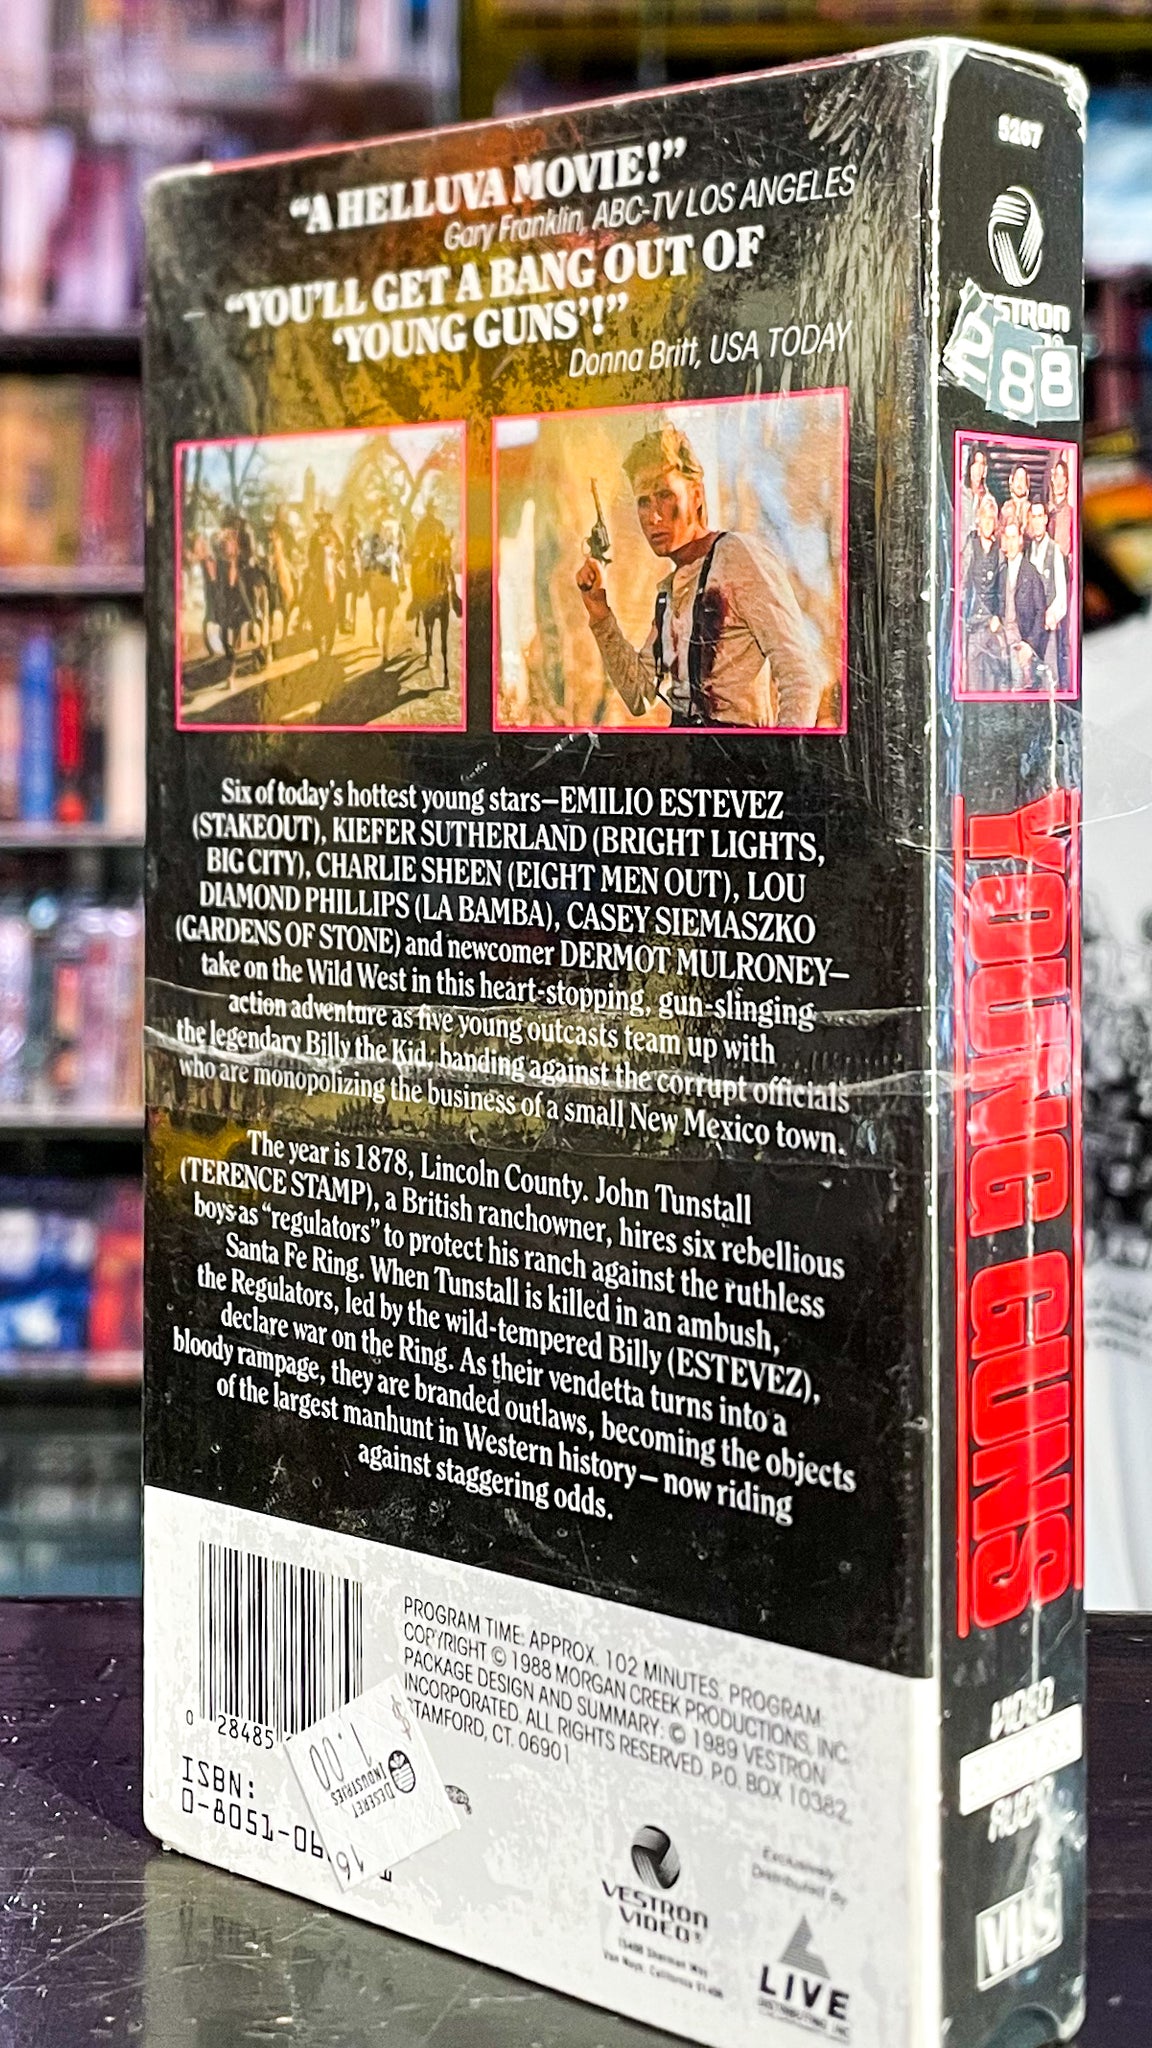 “A HELLUVA MOVIE!”
Gary Franklin, ABC-TV LOS ANGELES
“YOU’LL GET A BANG OUT OF
‘YOUNG GUNS’!”
Donna Britt, USA TODAY
Six of today’s hottest young stars—EMILIO ESTEVEZ
(STAKEOUT), KIEFER SUTHERLAND (BRIGHT LIGHTS,
BIG CITY), CHARLIE SHEEN (EIGHT MEN OUT), LOU
DIAMOND PHILLIPS (LA BAMBA), CASEY SIEMASZKO
(GARDENS OF STONE) and newcomer DERMOT MULRONEY—
take on the Wild West in this heart-stopping, gun-slinging
action adventure as five young outcasts team up with
the legendary Billy the Kid, banding against the corrupt officials
who are monopolizing the business of a small New Mexico town.
The year is 1878, Lincoln County. John Tunstall
(TERENCE STAMP), a British ranchowner, hires six rebellious
boys as “regulators” to protect his ranch against the ruthless
Santa Fe Ring. When Tunstall is killed in an ambush,
the Regulators, led by the wild-tempered Billy (ESTEVEZ),
declare war on the Ring. As their vendetta turns into a
bloody rampage, they are branded outlaws, becoming the objects
of the largest manhunt in Western history — now riding
against staggering odds.
PROGRAM TIME: APPROX. 102 MINUTES. PROGRAM:
COPYRIGHT © 1988 MORGAN CREEK PRODUCTIONS, INC.
PACKAGE DESIGN AND SUMMARY: © 1989 VESTRON
INCORPORATED. ALL RIGHTS RESERVED. P.O. BOX 10382,
STAMFORD, CT. 06901
0 28485
ISBN:
0-8051-06
$ 1.00
DESERET
INDUSTRIES
16
VESTRON
VIDEO
Exclusively
Distributed By
LIVE
5267
VESTRON
288
YOUNG GUNS
VIDEO
VHS